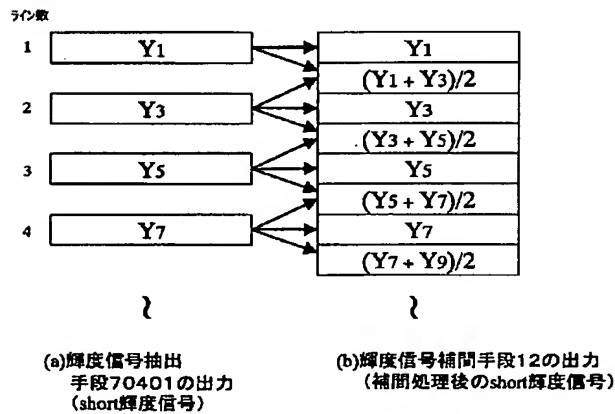 ライン数
1 Y1 Y1
(Y1 + Y3)/2
2 Y3 Y3
(Y3 + Y5)/2
3 Y5 Y5
(Y5 + Y7)/2
4 Y7 Y7
(Y7 + Y9)/2
~ ~
(a)輝度信号抽出
手段70401の出力
(short輝度信号)
(b)輝度信号補間手段12の出力
(補間処理後のshort輝度信号)